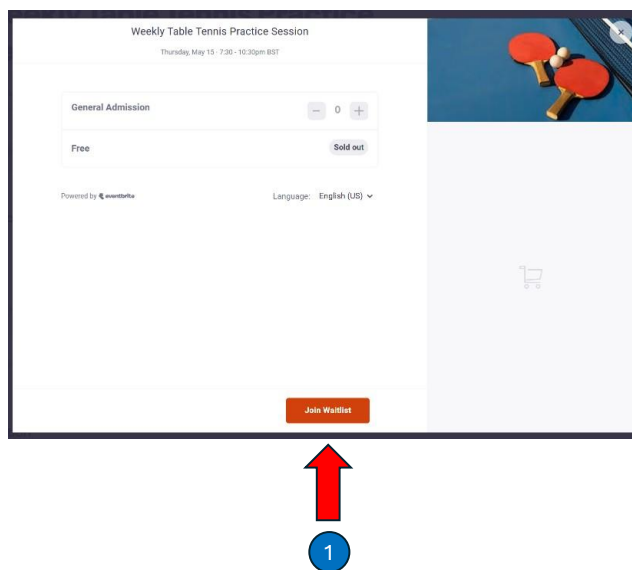 Weekly Table Tennis Practice Session
Thursday, May 15 · 7:30 - 10:30pm BST
General Admission
0
Free
Sold out
Powered by eventbrite
Language: English (US)
Join Waitlist
1